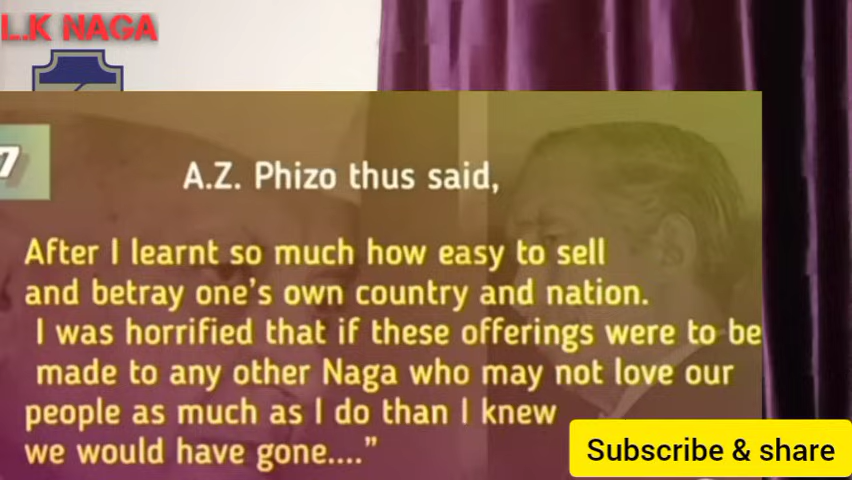 L.K NAGA
7
A.Z. Phizo thus said,
After I learnt so much how easy to sell
and betray one's own country and nation.
I was horrified that if these offerings were to be
made to any other Naga who may not love our
people as much as I do than I knew
we would have gone...."
Subscribe & share